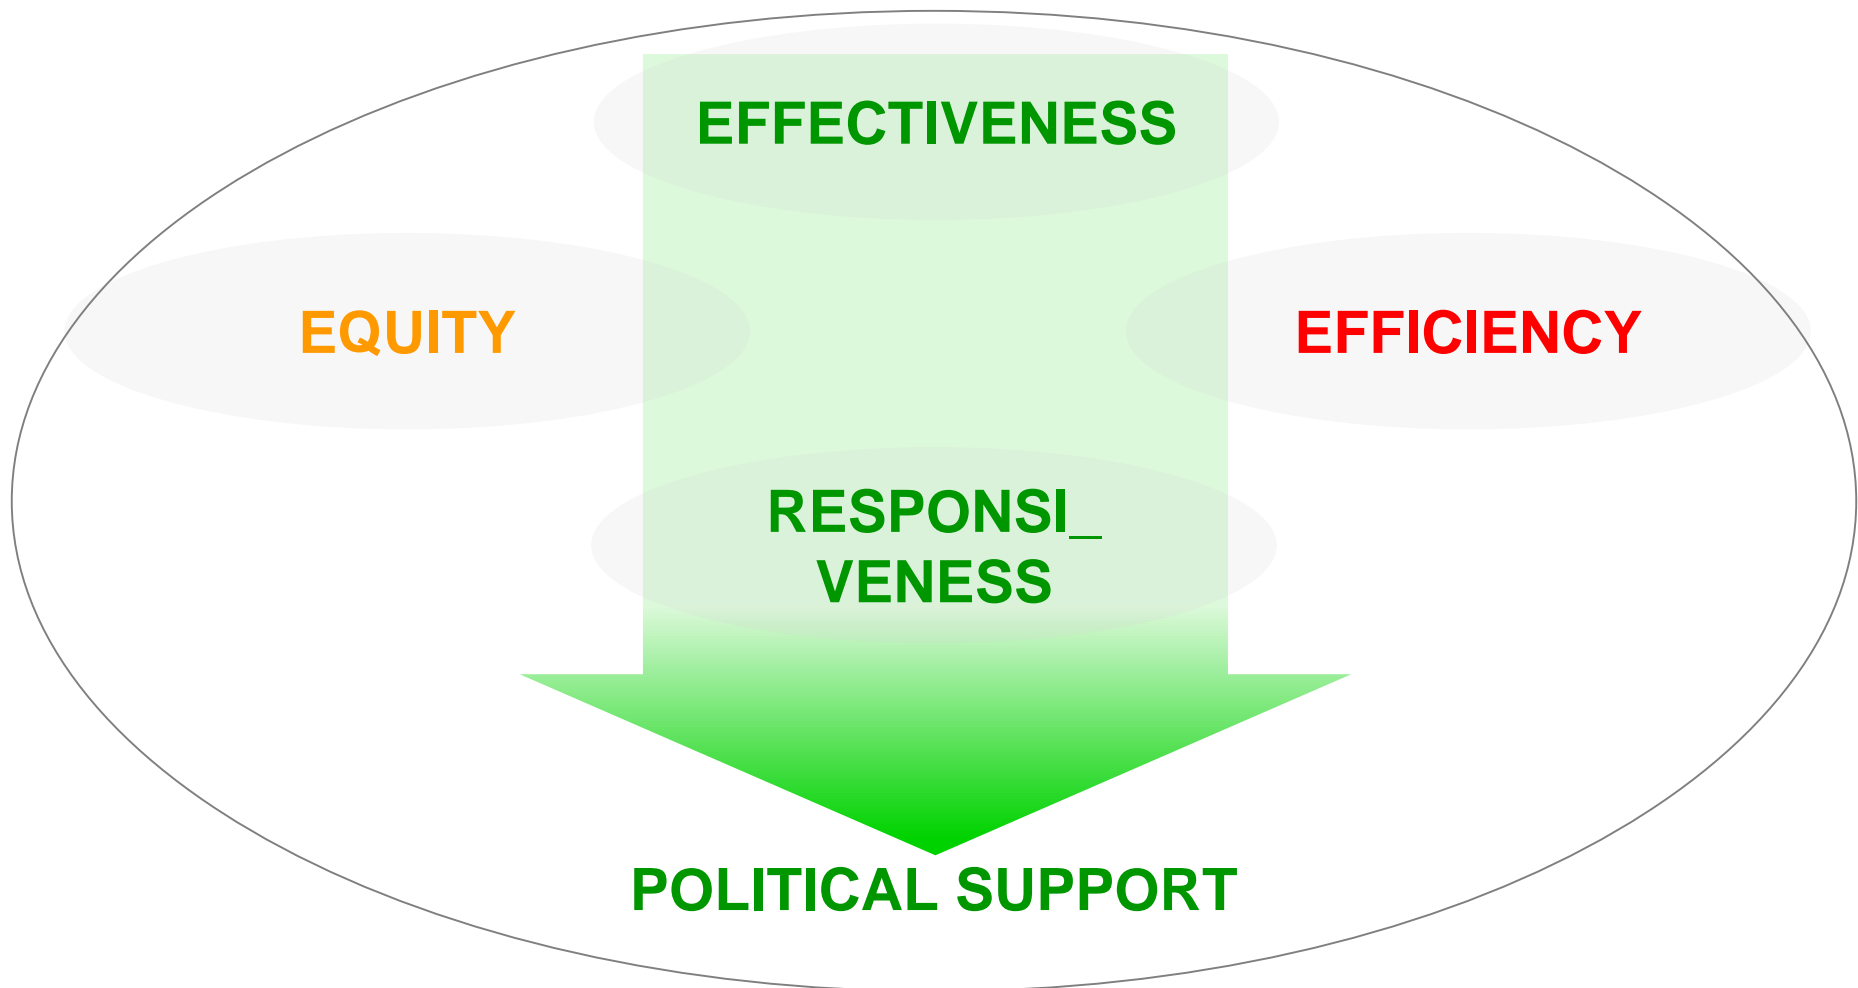 EFFECTIVENESS
EQUITY
EFFICIENCY
RESPONSI_
VENESS
POLITICAL SUPPORT